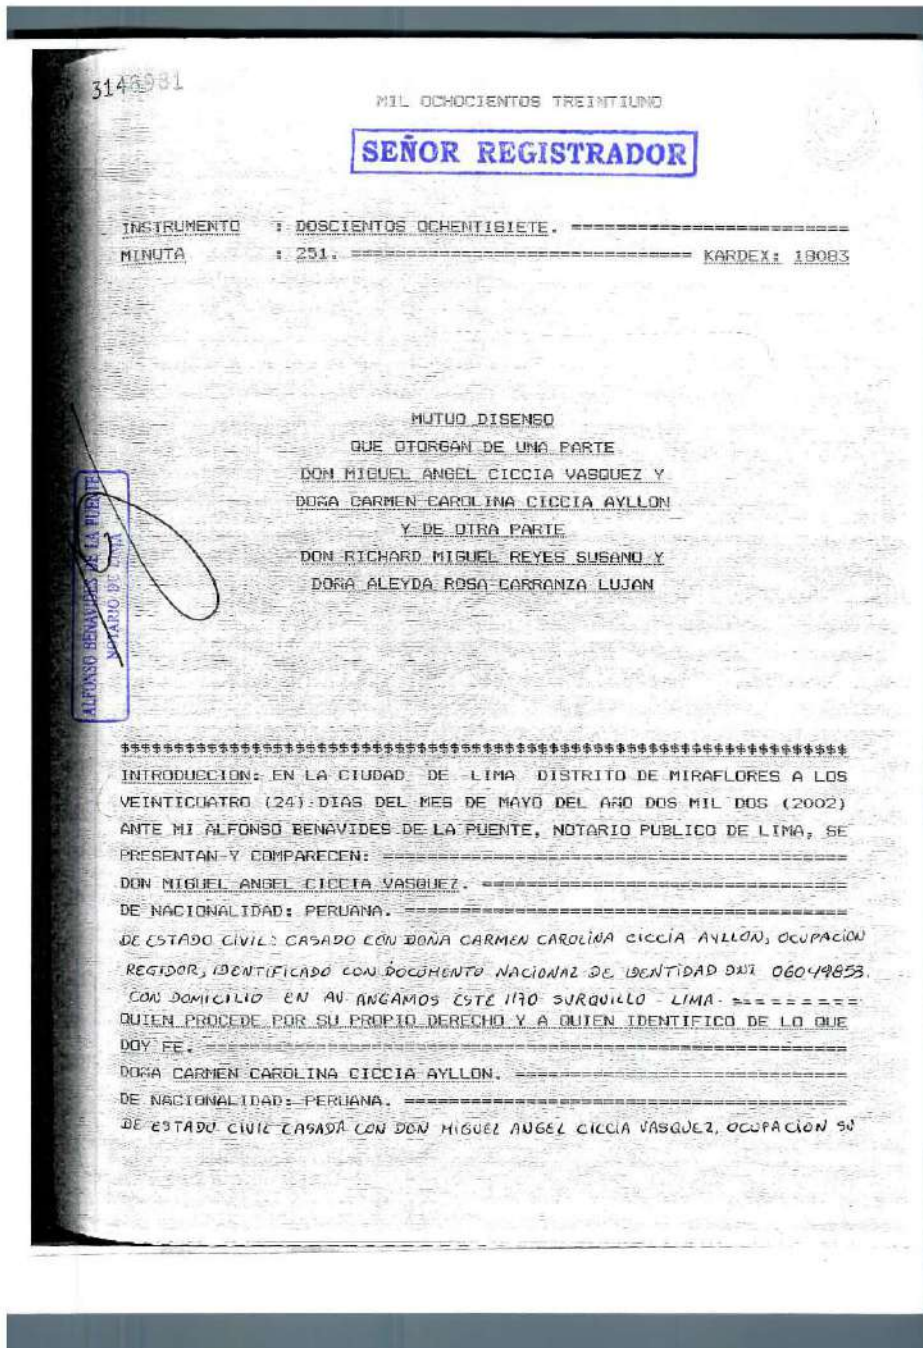 3148981
MIL OCHOCIENTOS TREINTIUNO
SEÑOR REGISTRADOR
INSTRUMENTO : DOSCIENTOS OCHENTISIETE. =========================
MINUTA : 251. =============================== KARDEX: 18083
MUTUO DISENSO
QUE OTORGAN DE UNA PARTE
DON MIGUEL ANGEL CICCIA VASQUEZ Y
DOÑA CARMEN CAROLINA CICCIA AYLLON
Y DE OTRA PARTE
DON RICHARD MIGUEL REYES SUSANO Y
DOÑA ALEYDA ROSA CARRANZA LUJAN
ALFONSO BENAVIDES DE LA PUENTE
NOTARIO DE LIMA
$$$$$$$$$$$$$$$$$$$$$$$$$$$$$$$$$$$$$$$$$$$$$$$$$$$$$$$$$$$$$$$$$$
INTRODUCCION: EN LA CIUDAD DE LIMA DISTRITO DE MIRAFLORES A LOS
VEINTICUATRO (24) DIAS DEL MES DE MAYO DEL AÑO DOS MIL DOS (2002)
ANTE MI ALFONSO BENAVIDES DE LA PUENTE, NOTARIO PUBLICO DE LIMA, SE
PRESENTAN Y COMPARECEN: ==========================================
DON MIGUEL ANGEL CICCIA VASQUEZ. =================================
DE NACIONALIDAD: PERUANA. ========================================
DE ESTADO CIVIL: CASADO CON DOÑA CARMEN CAROLINA CICCIA AYLLON, OCUPACION
REGIDOR, IDENTIFICADO CON DOCUMENTO NACIONAL DE IDENTIDAD DNI 06049853.
CON DOMICILIO EN AV. ANGAMOS ESTE 1170 SURQUILLO - LIMA. =========
QUIEN PROCEDE POR SU PROPIO DERECHO Y A QUIEN IDENTIFICO DE LO QUE
DOY FE. ==========================================================
DOÑA CARMEN CAROLINA CICCIA AYLLON. ==============================
DE NACIONALIDAD: PERUANA. ========================================
DE ESTADO CIVIL CASADA CON DON MIGUEL ANGEL CICCIA VASQUEZ, OCUPACION SU